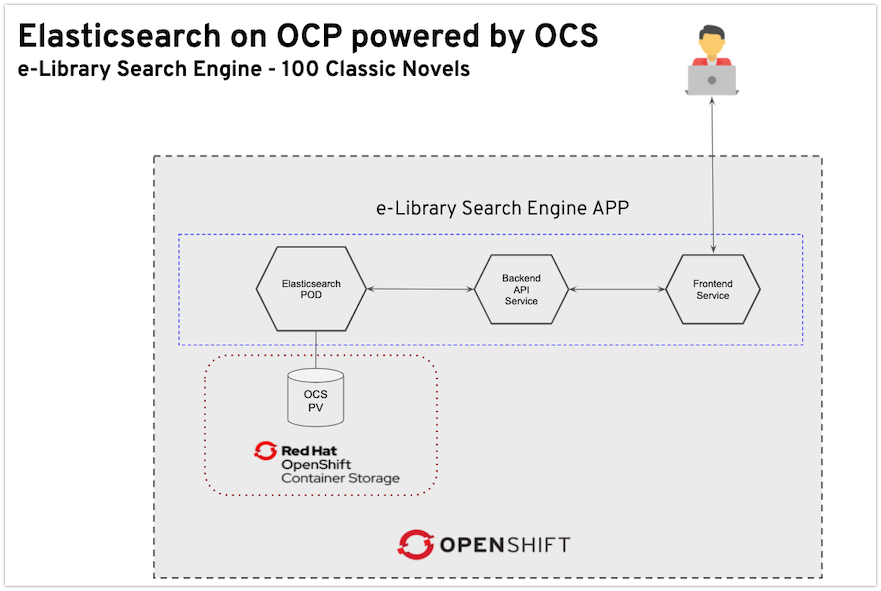 Elasticsearch on OCP powered by OCS
e-Library Search Engine - 100 Classic Novels
e-Library Search Engine APP
Elasticsearch
POD
Backend
API
Service
Frontend
Service
OCS
PV
Red Hat
OpenShift
Container Storage
OPENSHIFT